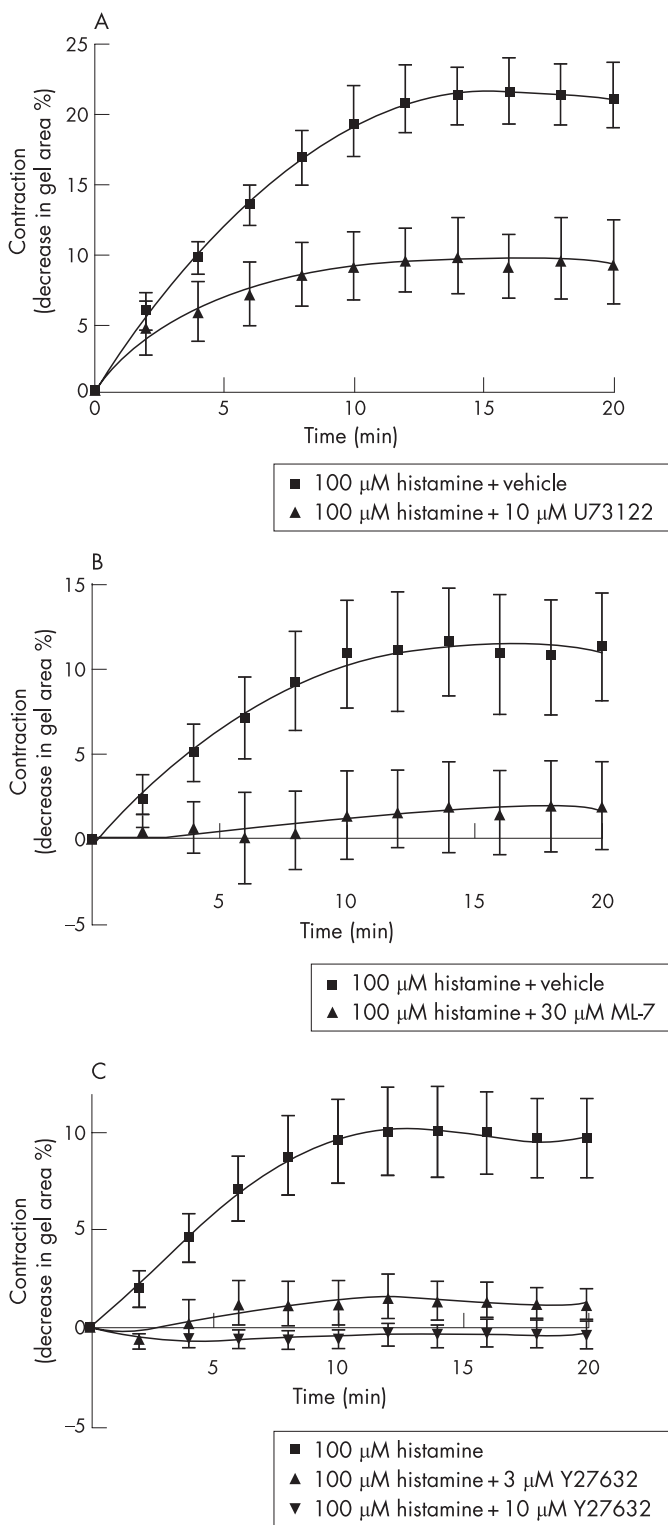 A
25
20
15
10
5
0
Contraction
(decrease in gel area %)
0 5 10 15 20
Time (min)
■ 100 μM histamine + vehicle
▲ 100 μM histamine + 10 μM U73122
B
15
10
5
0
–5
Contraction
(decrease in gel area %)
5 10 15 20
Time (min)
■ 100 μM histamine + vehicle
▲ 100 μM histamine + 30 μM ML-7
C
10
5
0
–5
Contraction
(decrease in gel area %)
5 10 15 20
Time (min)
■ 100 μM histamine
▲ 100 μM histamine + 3 μM Y27632
▼ 100 μM histamine + 10 μM Y27632